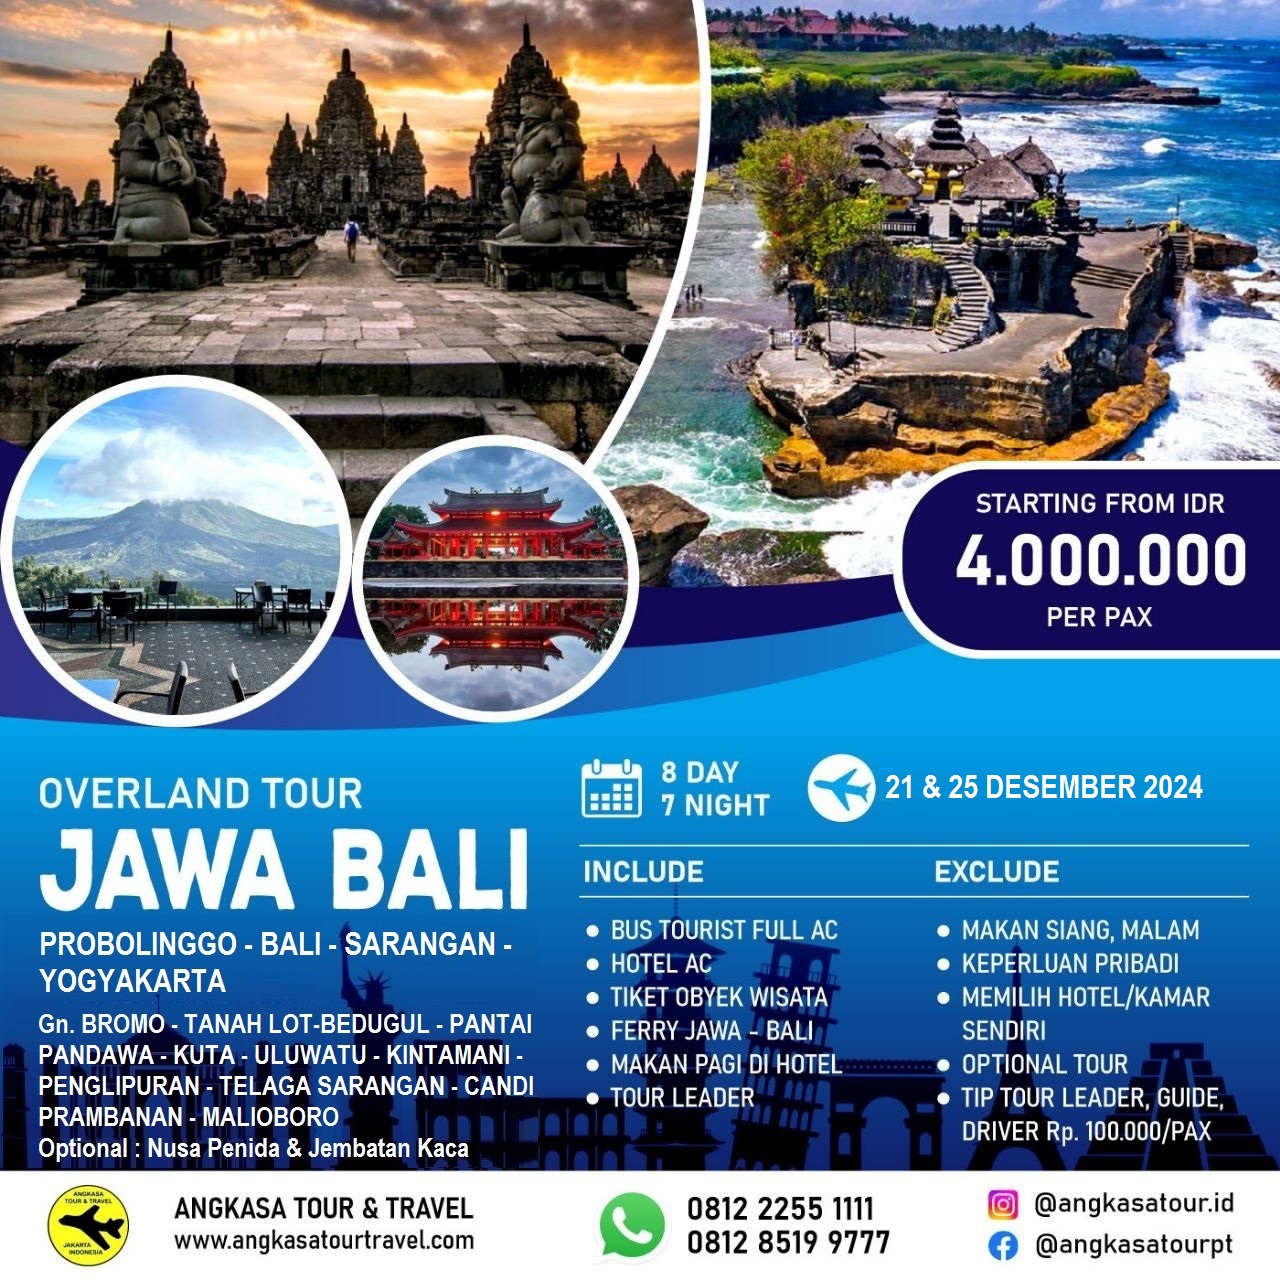 STARTING FROM IDR
4.000.000
PER PAX
OVERLAND TOUR
JAWA BALI
PROBOLINGGO - BALI - SARANGAN -
YOGYAKARTA
Gn. BROMO - TANAH LOT-BEDUGUL - PANTAI
PANDAWA - KUTA - ULUWATU - KINTAMANI -
PENGLIPURAN - TELAGA SARANGAN - CANDI
PRAMBANAN - MALIOBORO
Optional : Nusa Penida & Jembatan Kaca
8 DAY
7 NIGHT
21 & 25 DESEMBER 2024
INCLUDE
• BUS TOURIST FULL AC
• HOTEL AC
• TIKET OBYEK WISATA
• FERRY JAWA - BALI
• MAKAN PAGI DI HOTEL
• TOUR LEADER
EXCLUDE
• MAKAN SIANG, MALAM
• KEPERLUAN PRIBADI
• MEMILIH HOTEL/KAMAR
SENDIRI
• OPTIONAL TOUR
• TIP TOUR LEADER, GUIDE,
DRIVER Rp. 100.000/PAX
ANGKASA
TOUR & TRAVEL
JAKARTA
INDONESIA
ANGKASA TOUR & TRAVEL
www.angkasatourtravel.com
0812 2255 1111
0812 8519 9777
@angkasatour.id
@angkasatourpt